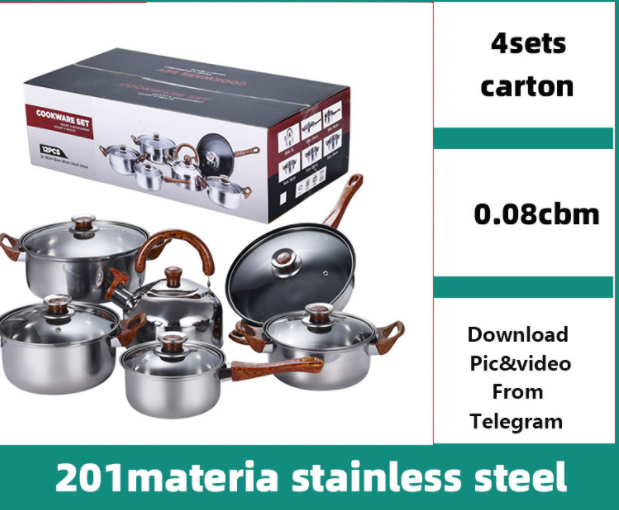 4sets
carton
COOKWARE SET
12PCS
0.08cbm
Download
Pic&video
From
Telegram
201materia stainless steel